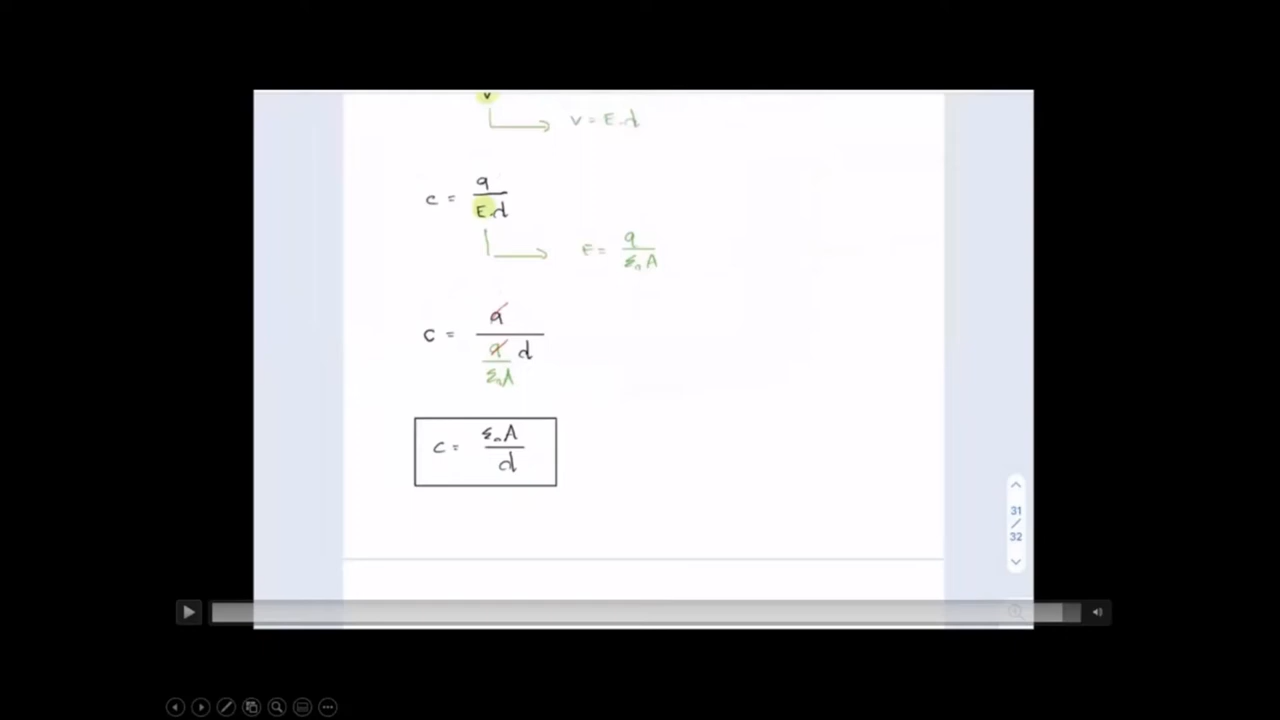 v
v = E.d
c = q / E.d
E = q / ε₀A
c = q / (q / ε₀A) d
c = ε₀A / d
31
/
32